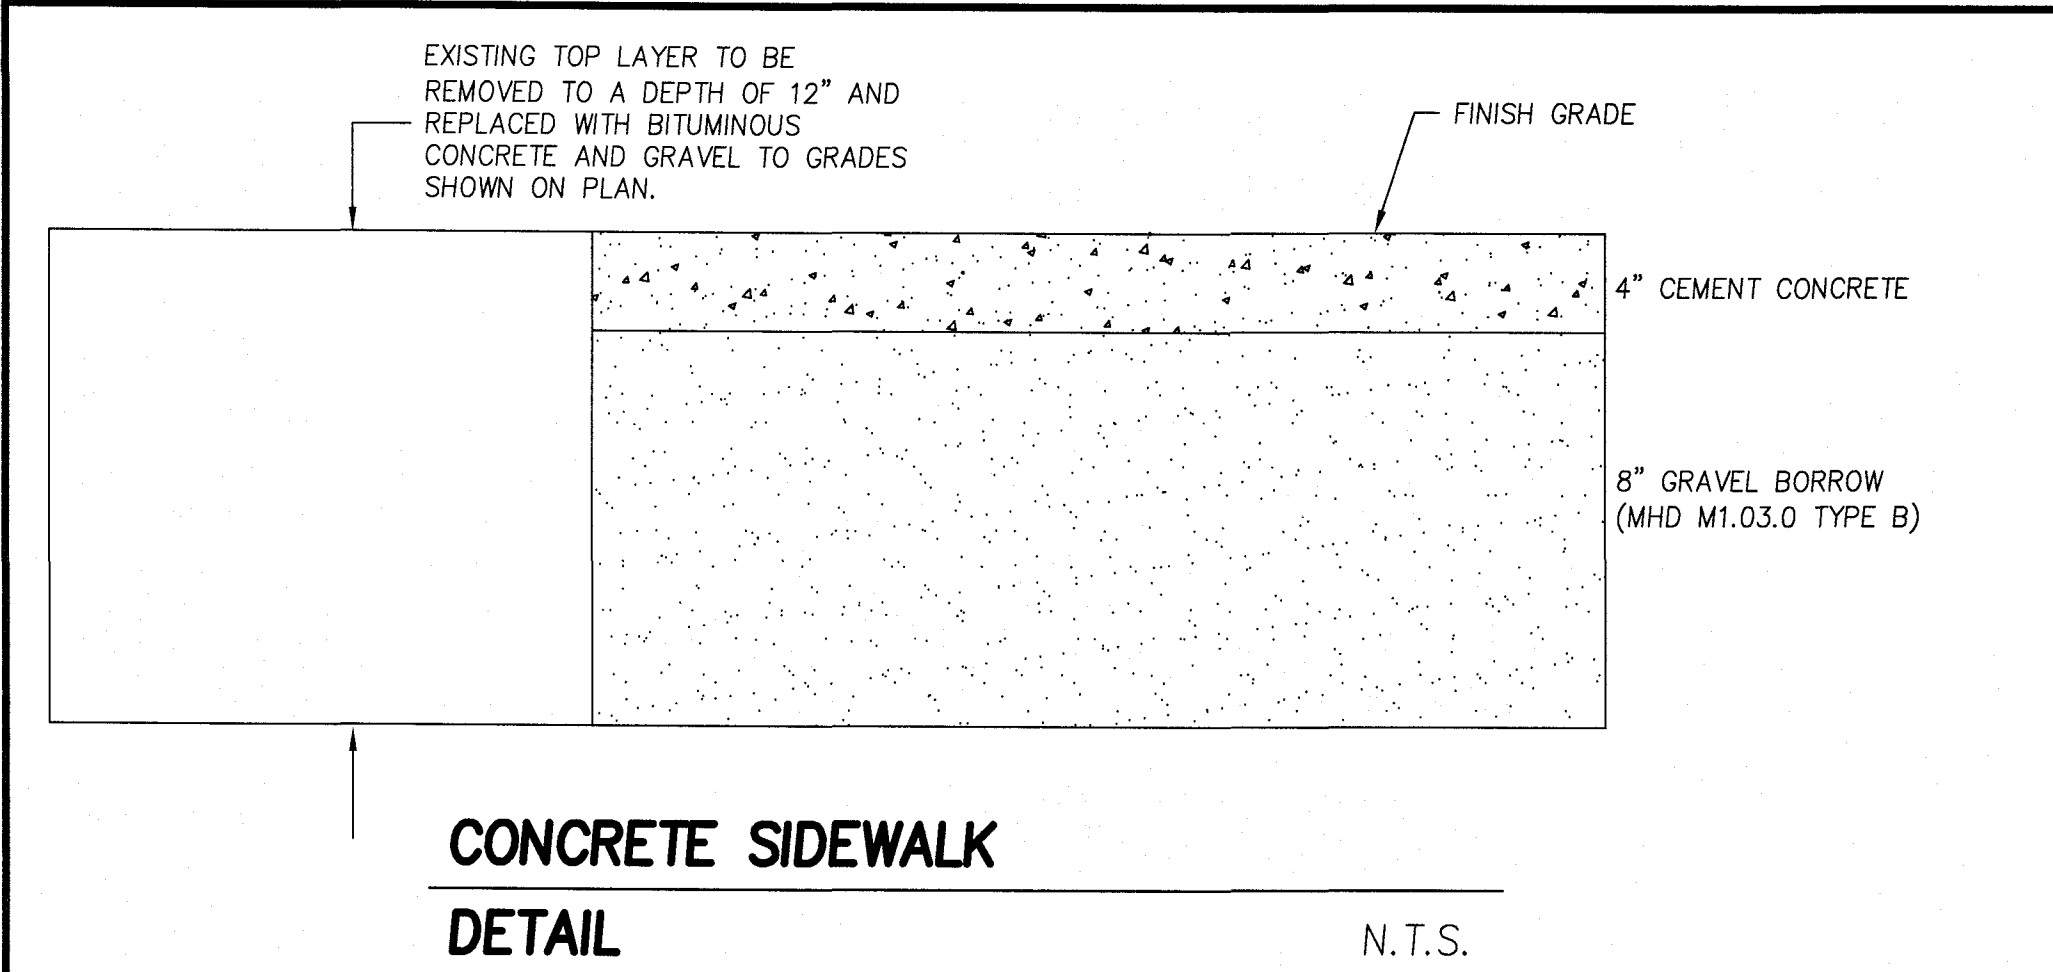 EXISTING TOP LAYER TO BE
REMOVED TO A DEPTH OF 12" AND
REPLACED WITH BITUMINOUS
CONCRETE AND GRAVEL TO GRADES
SHOWN ON PLAN.
FINISH GRADE
4" CEMENT CONCRETE
8" GRAVEL BORROW
(MHD M1.03.0 TYPE B)
CONCRETE SIDEWALK
DETAIL
N.T.S.